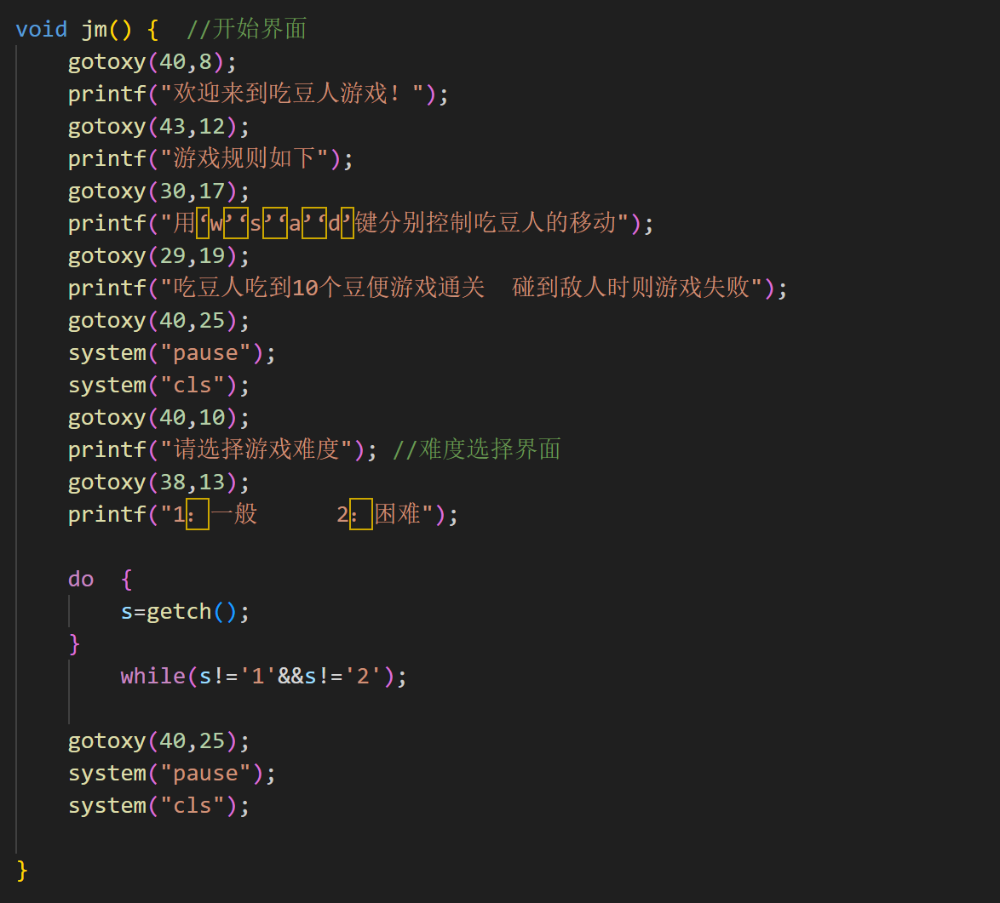 void jm() {  //开始界面
    gotoxy(40,8);
    printf("欢迎来到吃豆人游戏！");
    gotoxy(43,12);
    printf("游戏规则如下");
    gotoxy(30,17);
    printf("用‘w’‘s’‘a’‘d’键分别控制吃豆人的移动");
    gotoxy(29,19);
    printf("吃豆人吃到10个豆便游戏通关  碰到敌人时则游戏失败");
    gotoxy(40,25);
    system("pause");
    system("cls");
    gotoxy(40,10);
    printf("请选择游戏难度"); //难度选择界面
    gotoxy(38,13);
    printf("1：一般      2：困难");
    do  {
        s=getch();
    }
        while(s!='1'&&s!='2');
    gotoxy(40,25);
    system("pause");
    system("cls");
}